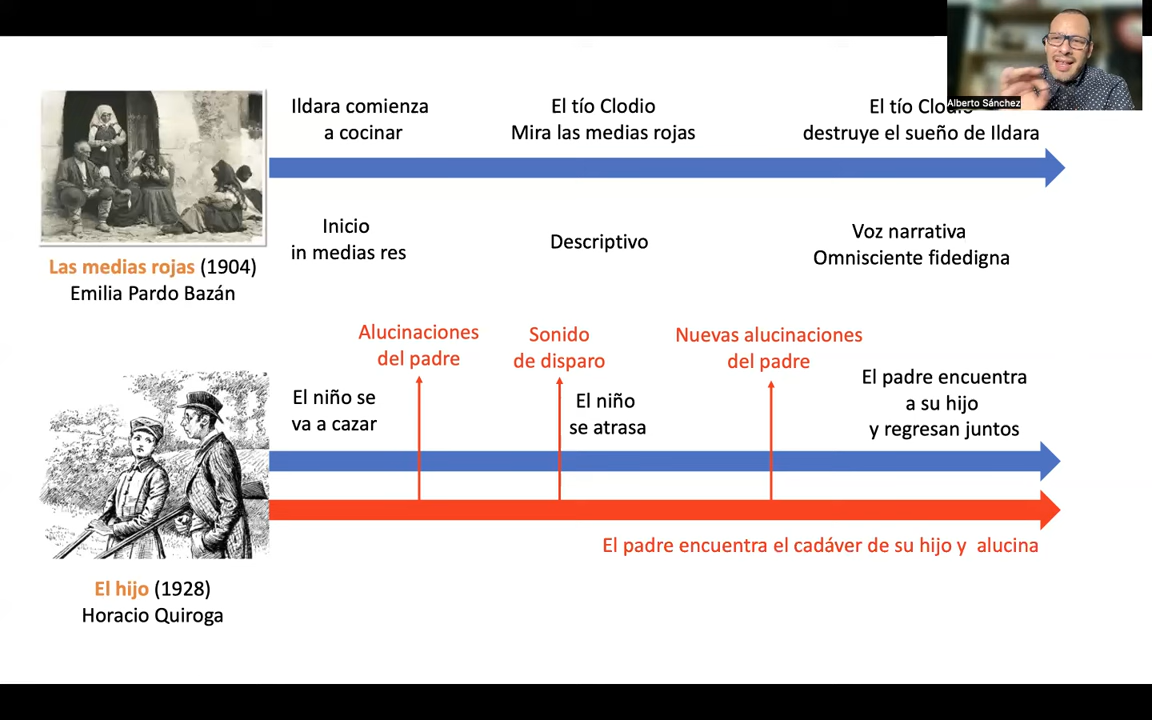 Alberto Sánchez
Ildara comienza
a cocinar
El tío Clodio
Mira las medias rojas
El tío Clodio
destruye el sueño de Ildara
Inicio
in medias res
Descriptivo
Voz narrativa
Omnisciente fidedigna
Las medias rojas (1904)
Emilia Pardo Bazán
Alucinaciones
del padre
Sonido
de disparo
Nuevas alucinaciones
del padre
El niño se
va a cazar
El niño
se atrasa
El padre encuentra
a su hijo
y regresan juntos
El padre encuentra el cadáver de su hijo y  alucina
El hijo (1928)
Horacio Quiroga